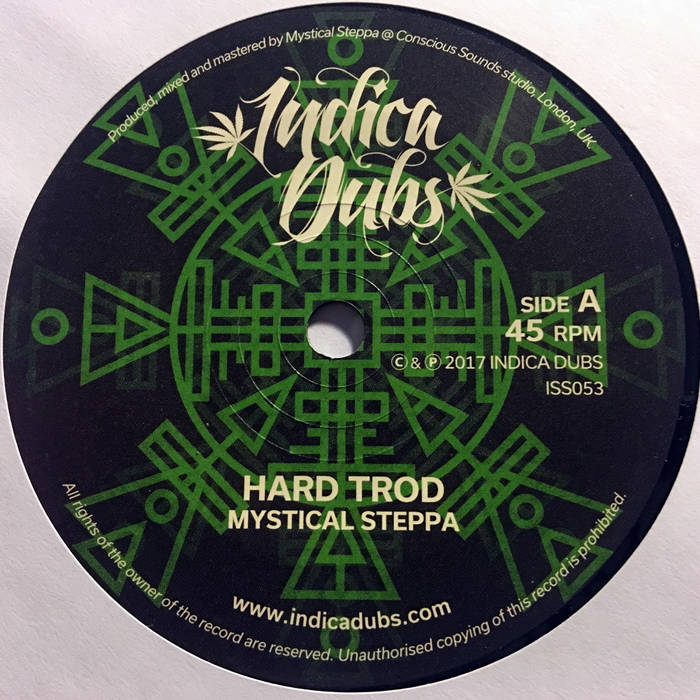 Produced, mixed and mastered by Mystical Steppa @ Conscious Sounds studio, London, UK.
Indica
Dubs
SIDE A
45 RPM
© & ℗ 2017 INDICA DUBS
ISS053
HARD TROD
MYSTICAL STEPPA
www.indicadubs.com
All rights of the owner of the record are reserved. Unauthorised copying of this record is prohibited.